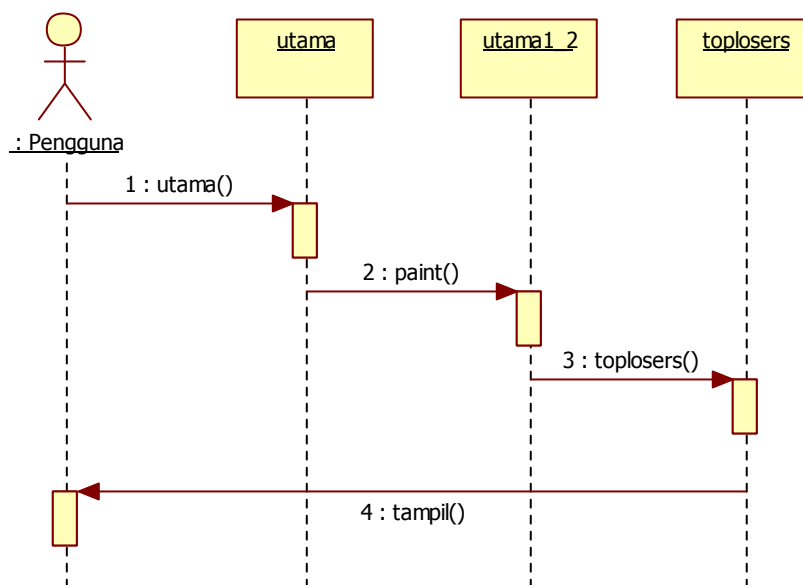 utama
utama1_2
toplosers
: Pengguna
1 : utama()
2 : paint()
3 : toplosers()
4 : tampil()